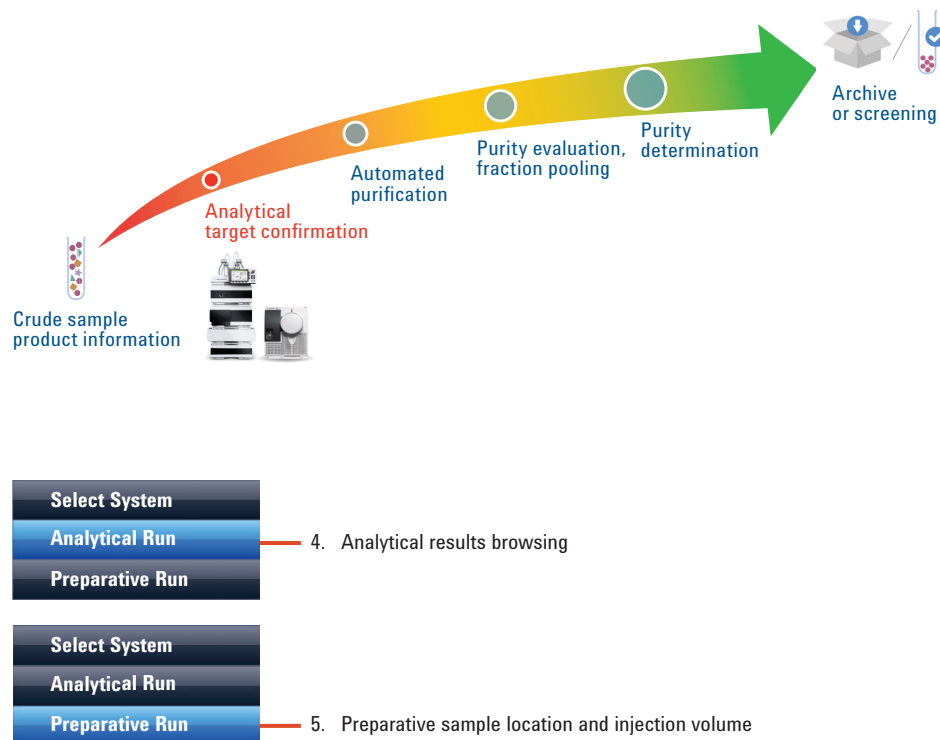 Archive
or screening
Purity
determination
Purity evaluation,
fraction pooling
Automated
purification
Analytical
target confirmation
Crude sample
product information
Select System
Analytical Run
Preparative Run
4. Analytical results browsing
Select System
Analytical Run
Preparative Run
5. Preparative sample location and injection volume